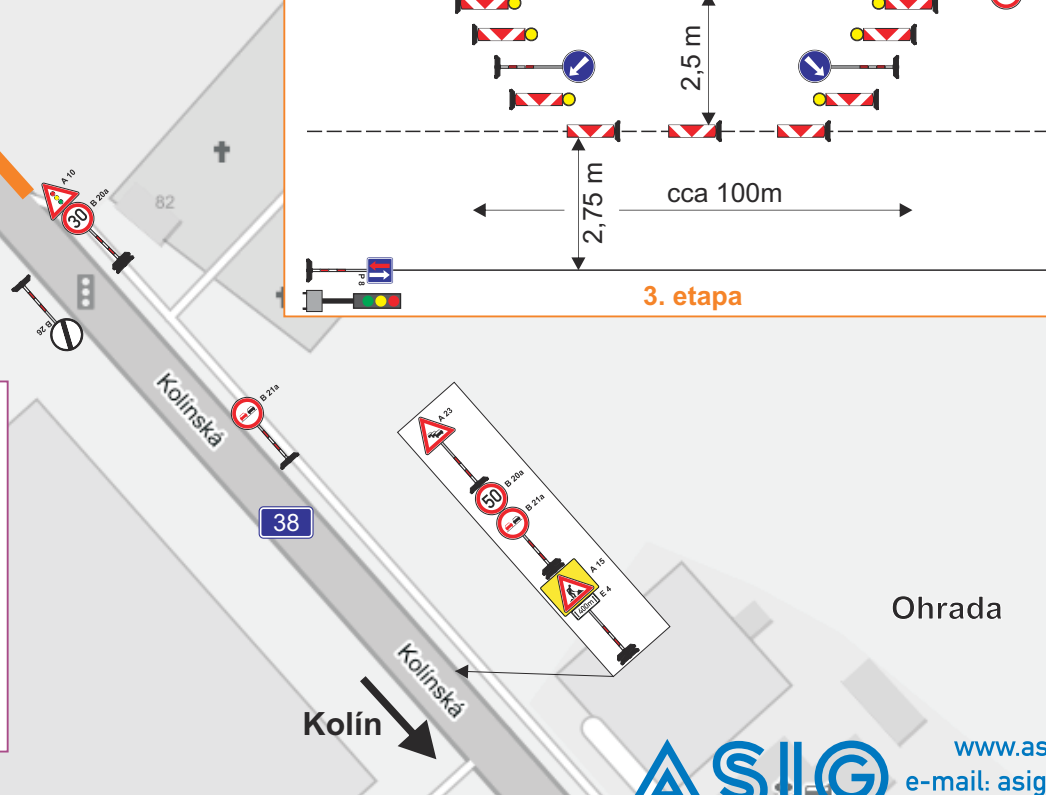 2,5 m
2,75 m
cca 100m
P 8
3. etapa
82
A 10
B 20a
30
B 26
Kolínská
B 21a
38
A 23
B 20a
50
B 21a
A 15
E 4
400m
Ohrada
Kolínská
Kolín
ASIG
www.as
e-mail: asig